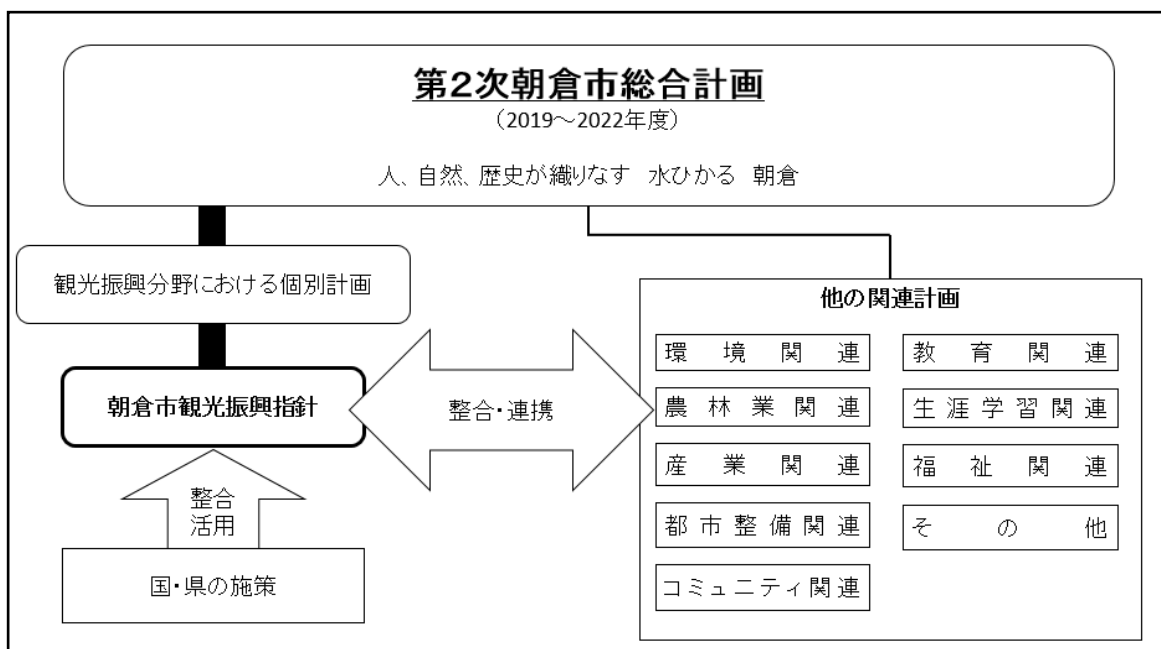 第2次朝倉市総合計画
（2019～2022年度）
人、自然、歴史が織りなす　水ひかる　朝倉
観光振興分野における個別計画
朝倉市観光振興指針
整合・連携
整合
活用
国・県の施策
他の関連計画
環境関連
農林業関連
産業関連
都市整備関連
コミュニティ関連
教育関連
生涯学習関連
福祉関連
その他